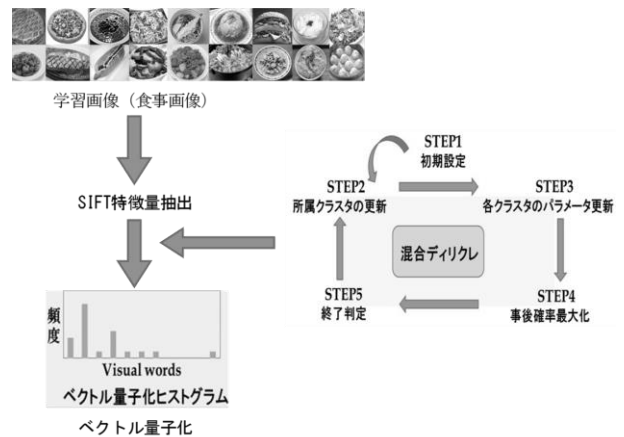 学習画像（食事画像）
SIFT特徴量抽出
頻度
Visual words
ベクトル量子化ヒストグラム
ベクトル量子化
STEP1
初期設定
STEP2
所属クラスタの更新
STEP3
各クラスタのパラメータ更新
混合ディリクレ
STEP4
事後確率最大化
STEP5
終了判定